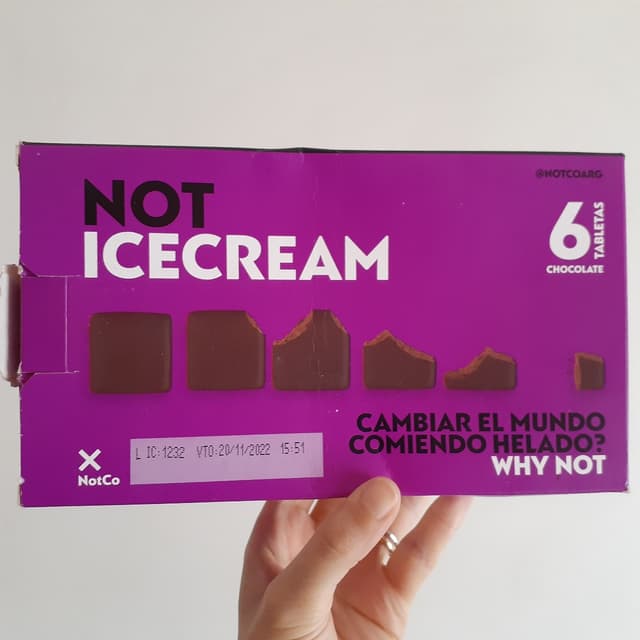 @NOTCOARG
NOT
ICECREAM
6
TABLETAS
CHOCOLATE
CAMBIAR EL MUNDO
COMIENDO HELADO?
WHY NOT
L IC:1232 VTO:20/11/2022 15:51
NotCo